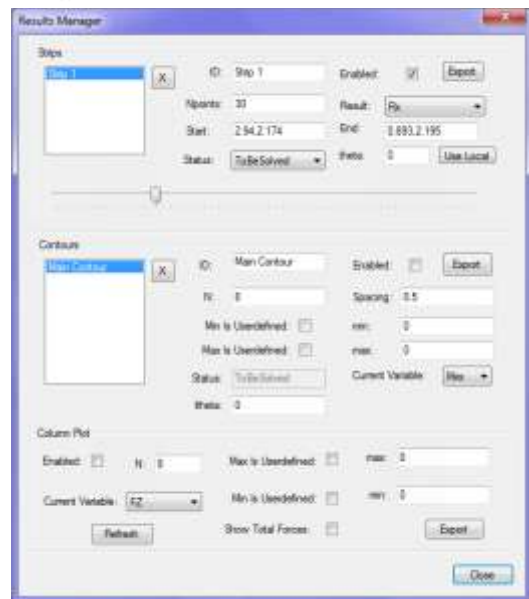 Results Manager
Strips
Strip 1
X
ID: Strip 1
Enabled:
Export
Npoints: 30
Result: Rx
Start: 2.94,2.174
End: 0.693,2.195
Status: ToBeSolved
theta: 0
Use Local
Contours
Main Contour
X
ID: Main Contour
Enabled:
Export
N: 8
Spacing: 0.5
Min Is Userdefined:
min: 0
Max Is Userdefined:
max: 0
Status: ToBeSolved
Current Variable:
theta: 0
Column Plot
Enabled:
N: 8
Max Is Userdefined:
max: 0
Current Variable: FZ
Min Is Userdefined:
min: 0
Refresh
Show Total Forces:
Export
Close